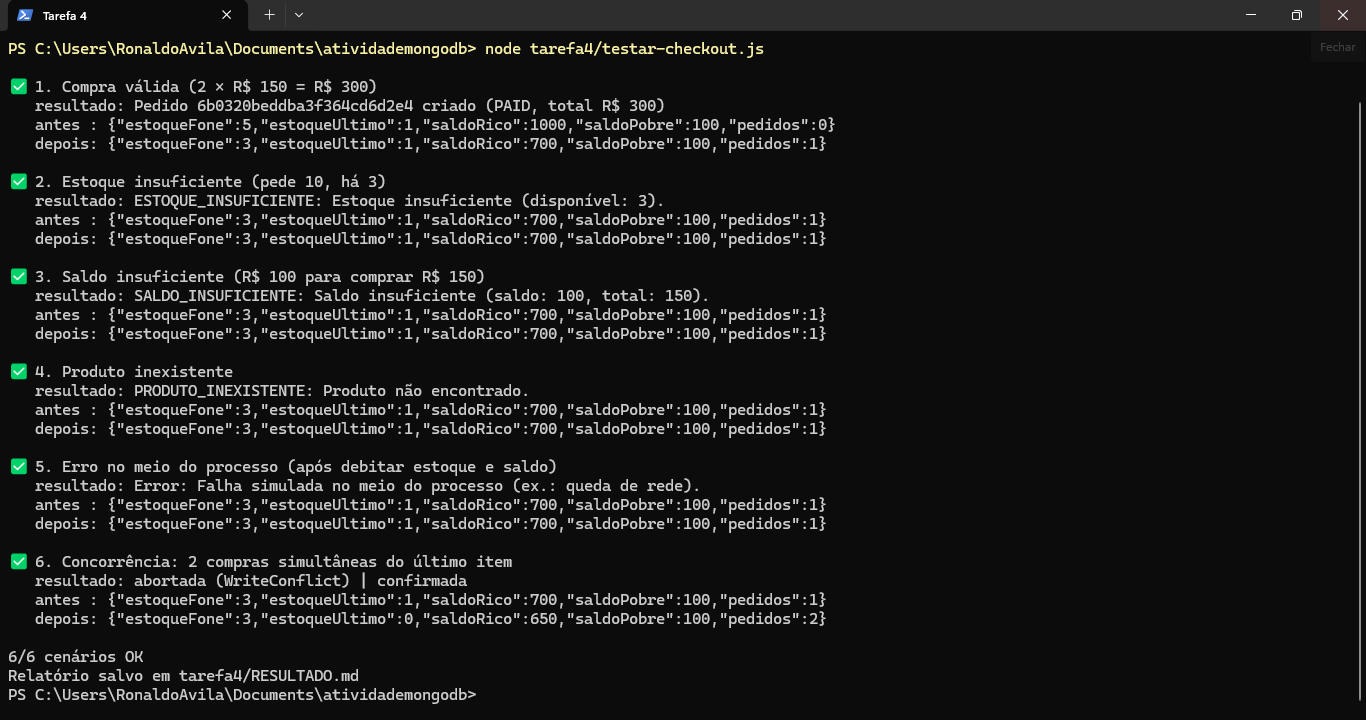 Tarefa 4
PS C:\Users\RonaldoAvila\Documents\atividademongodb> node tarefa4/testar-checkout.js
Fechar
✅ 1. Compra válida (2 × R$ 150 = R$ 300)
resultado: Pedido 6b0320beddba3f364cd6d2e4 criado (PAID, total R$ 300)
antes : {"estoqueFone":5,"estoqueUltimo":1,"saldoRico":1000,"saldoPobre":100,"pedidos":0}
depois: {"estoqueFone":3,"estoqueUltimo":1,"saldoRico":700,"saldoPobre":100,"pedidos":1}
✅ 2. Estoque insuficiente (pede 10, há 3)
resultado: ESTOQUE_INSUFICIENTE: Estoque insuficiente (disponível: 3).
antes : {"estoqueFone":3,"estoqueUltimo":1,"saldoRico":700,"saldoPobre":100,"pedidos":1}
depois: {"estoqueFone":3,"estoqueUltimo":1,"saldoRico":700,"saldoPobre":100,"pedidos":1}
✅ 3. Saldo insuficiente (R$ 100 para comprar R$ 150)
resultado: SALDO_INSUFICIENTE: Saldo insuficiente (saldo: 100, total: 150).
antes : {"estoqueFone":3,"estoqueUltimo":1,"saldoRico":700,"saldoPobre":100,"pedidos":1}
depois: {"estoqueFone":3,"estoqueUltimo":1,"saldoRico":700,"saldoPobre":100,"pedidos":1}
✅ 4. Produto inexistente
resultado: PRODUTO_INEXISTENTE: Produto não encontrado.
antes : {"estoqueFone":3,"estoqueUltimo":1,"saldoRico":700,"saldoPobre":100,"pedidos":1}
depois: {"estoqueFone":3,"estoqueUltimo":1,"saldoRico":700,"saldoPobre":100,"pedidos":1}
✅ 5. Erro no meio do processo (após debitar estoque e saldo)
resultado: Error: Falha simulada no meio do processo (ex.: queda de rede).
antes : {"estoqueFone":3,"estoqueUltimo":1,"saldoRico":700,"saldoPobre":100,"pedidos":1}
depois: {"estoqueFone":3,"estoqueUltimo":1,"saldoRico":700,"saldoPobre":100,"pedidos":1}
✅ 6. Concorrência: 2 compras simultâneas do último item
resultado: abortada (WriteConflict) | confirmada
antes : {"estoqueFone":3,"estoqueUltimo":1,"saldoRico":700,"saldoPobre":100,"pedidos":1}
depois: {"estoqueFone":3,"estoqueUltimo":0,"saldoRico":650,"saldoPobre":100,"pedidos":2}
6/6 cenários OK
Relatório salvo em tarefa4/RESULTADO.md
PS C:\Users\RonaldoAvila\Documents\atividademongodb>